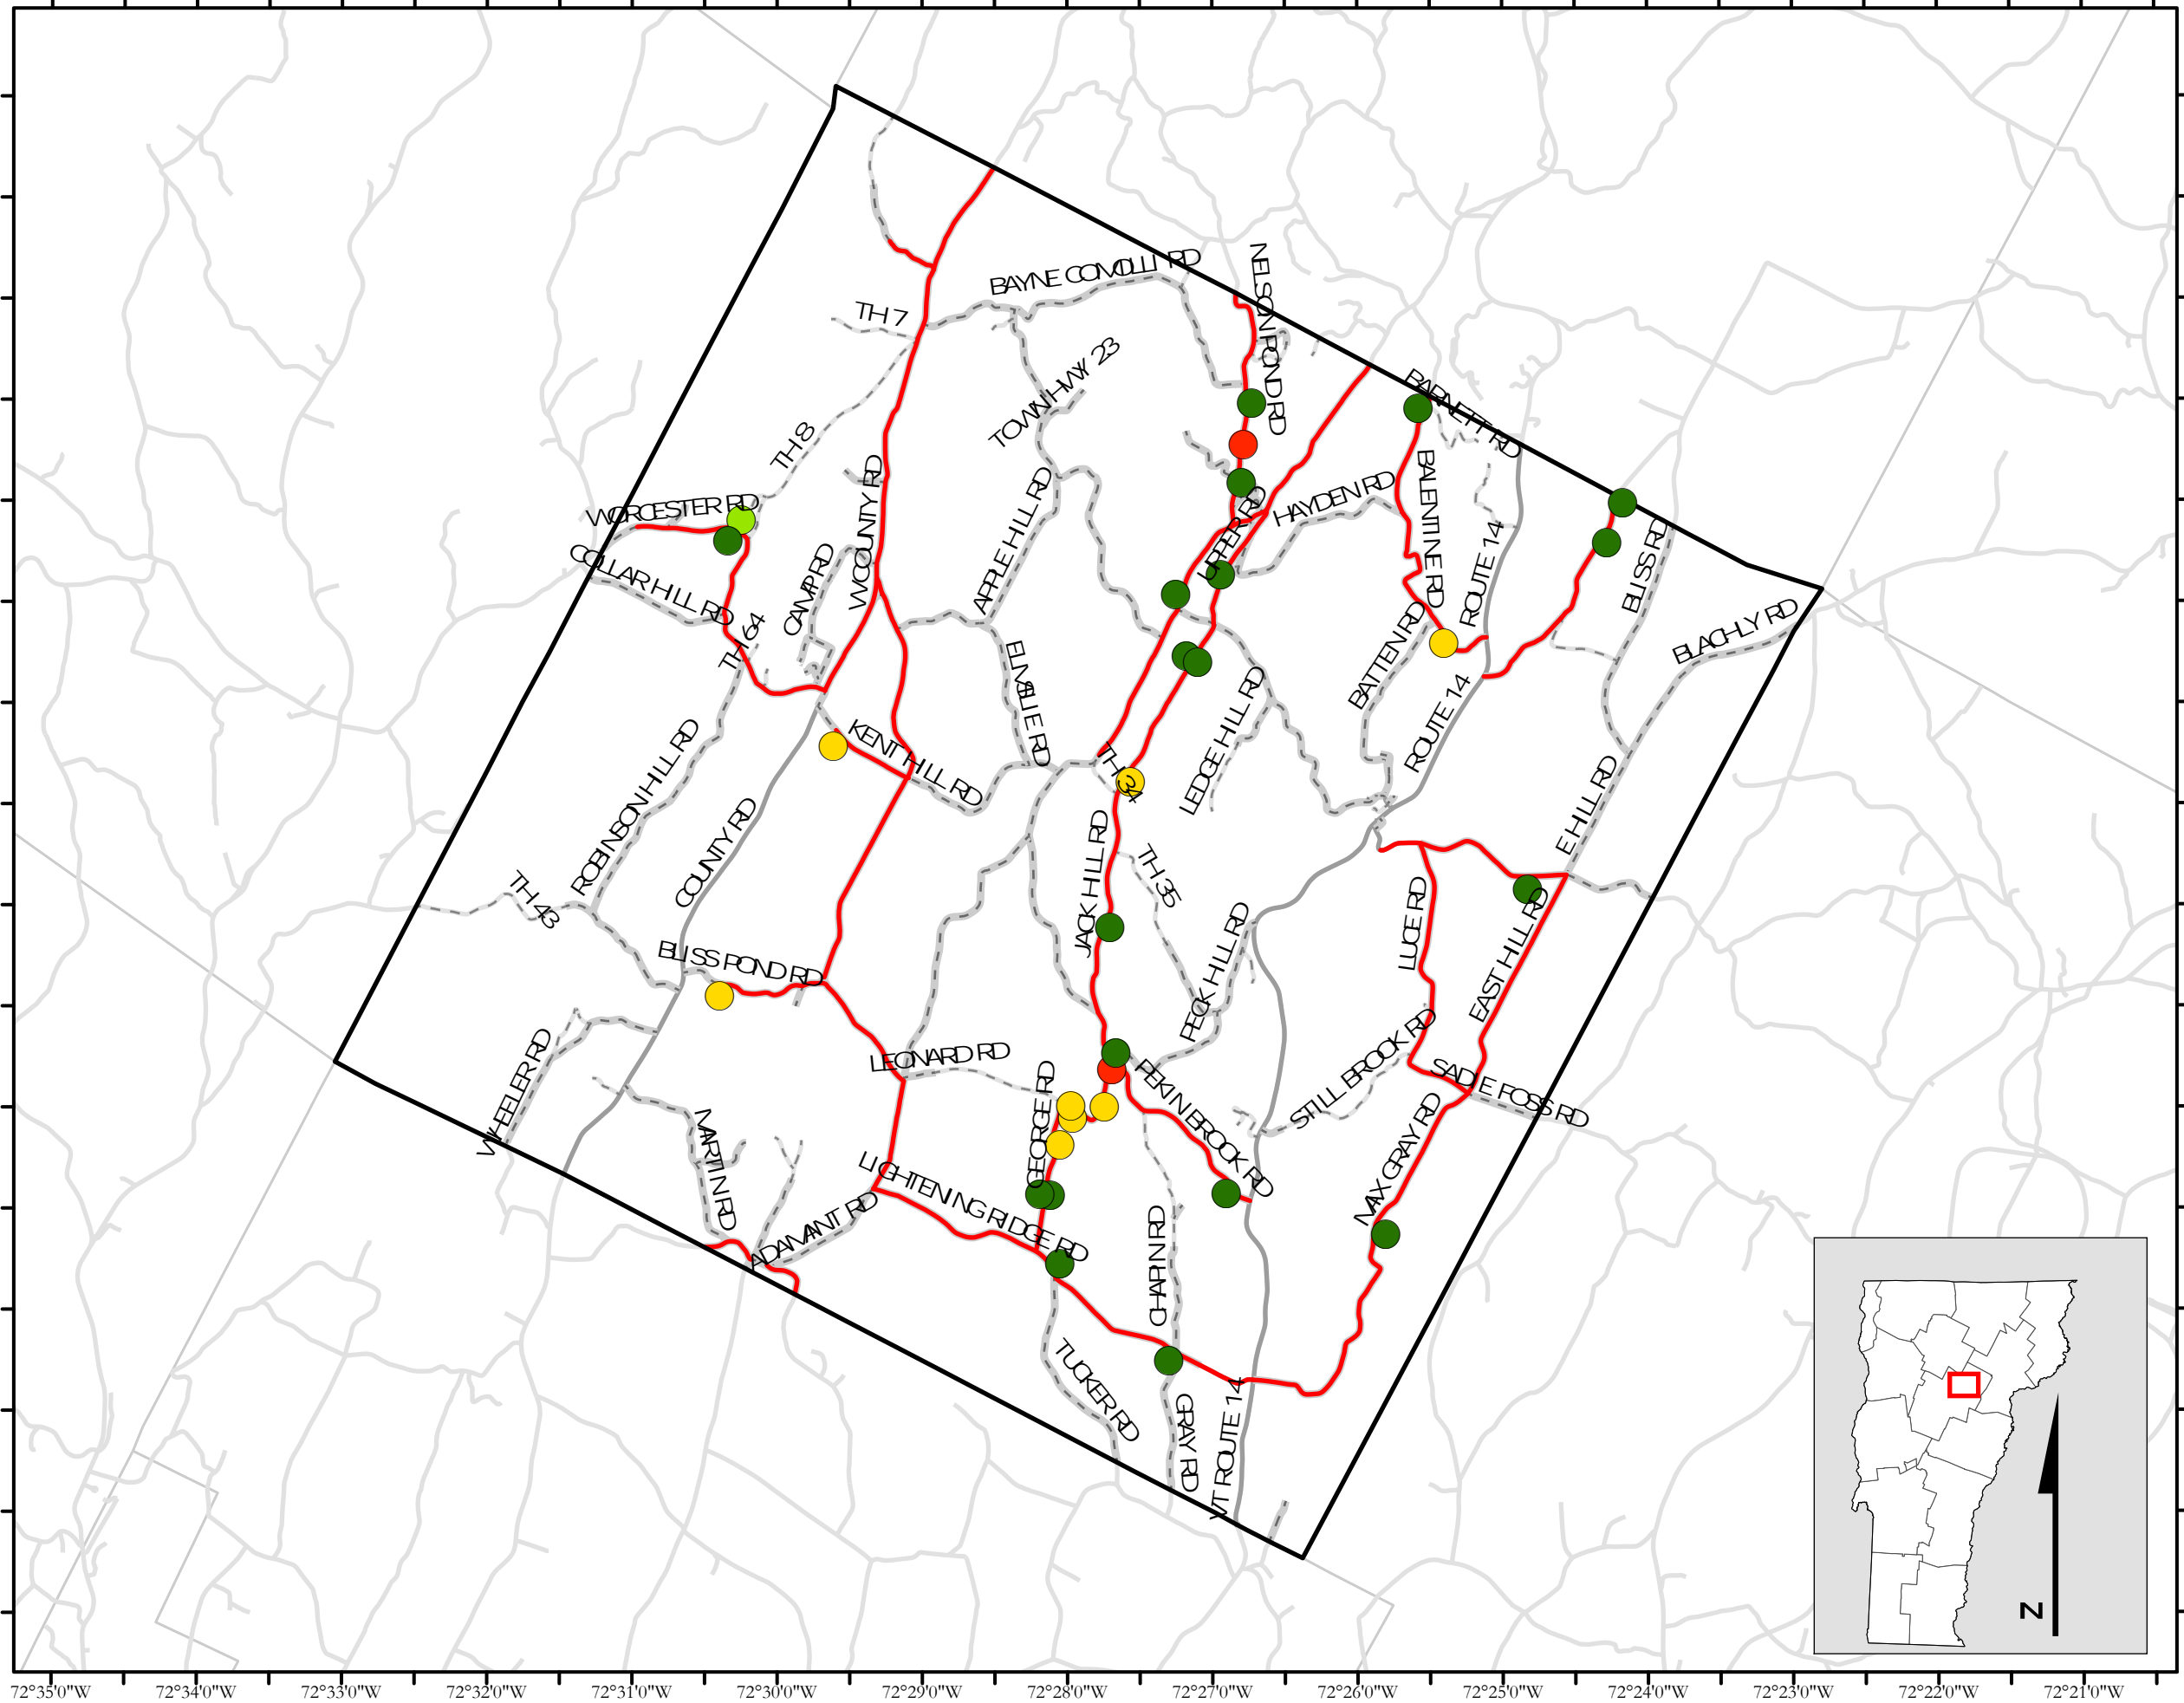 BAYNE COMOLLI RD
NELSON POND RD
TH 7
TOWN HWY 23
BARNETT RD
TH 8
W COUNTY RD
APPLE HILL RD
HAYDEN RD
BALENTINE RD
WORCESTER RD
UPPER RD
ROUTE 14
BLISS RD
COLLAR HILL RD
CAMP RD
TH 64
BATTEN RD
BLACHLY RD
ELMSLIE RD
LEDGE HILL RD
ROUTE 14
ROBINSON HILL RD
KENT HILL RD
TH 34
E HILL RD
COUNTY RD
JACK HILL RD
TH 35
TH 43
LUCE RD
EAST HILL RD
PECK HILL RD
BLISS POND RD
LEONARD RD
STILL BROOK RD
SADIE FOSS RD
WHEELER RD
GEORGE RD
PEKIN BROOK RD
MARTIN RD
MAX GRAY RD
LIGHTENING RIDGE RD
ADAMANT RD
CHAPIN RD
TUCKER RD
GRAY RD
VT ROUTE 14
N
72°35'0"W 72°34'0"W 72°33'0"W 72°32'0"W 72°31'0"W 72°30'0"W 72°29'0"W 72°28'0"W 72°27'0"W 72°26'0"W 72°25'0"W 72°24'0"W 72°23'0"W 72°22'0"W 72°21'0"W